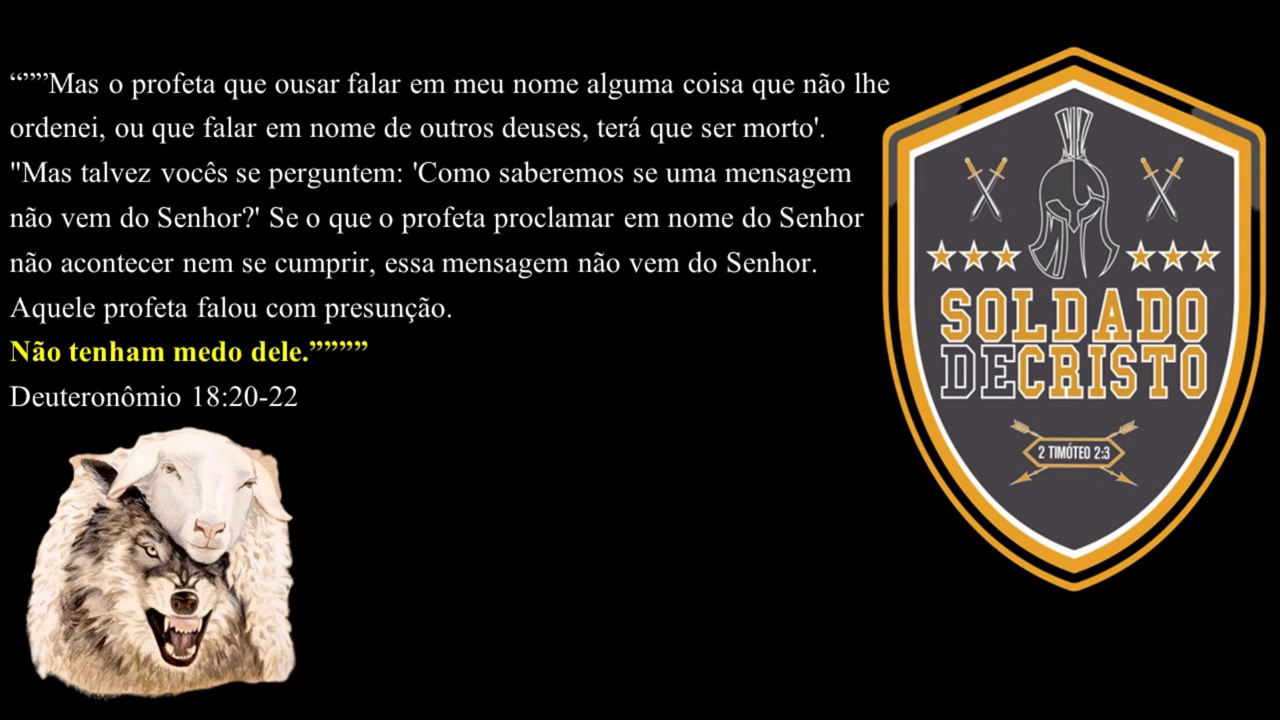 “””Mas o profeta que ousar falar em meu nome alguma coisa que não lhe
ordenei, ou que falar em nome de outros deuses, terá que ser morto'.
"Mas talvez vocês se perguntem: 'Como saberemos se uma mensagem
não vem do Senhor?' Se o que o profeta proclamar em nome do Senhor
não acontecer nem se cumprir, essa mensagem não vem do Senhor.
Aquele profeta falou com presunção.
Não tenham medo dele.””””
Deuteronômio 18:20-22
SOLDADO
DECRISTO
2 TIMÓTEO 2:3